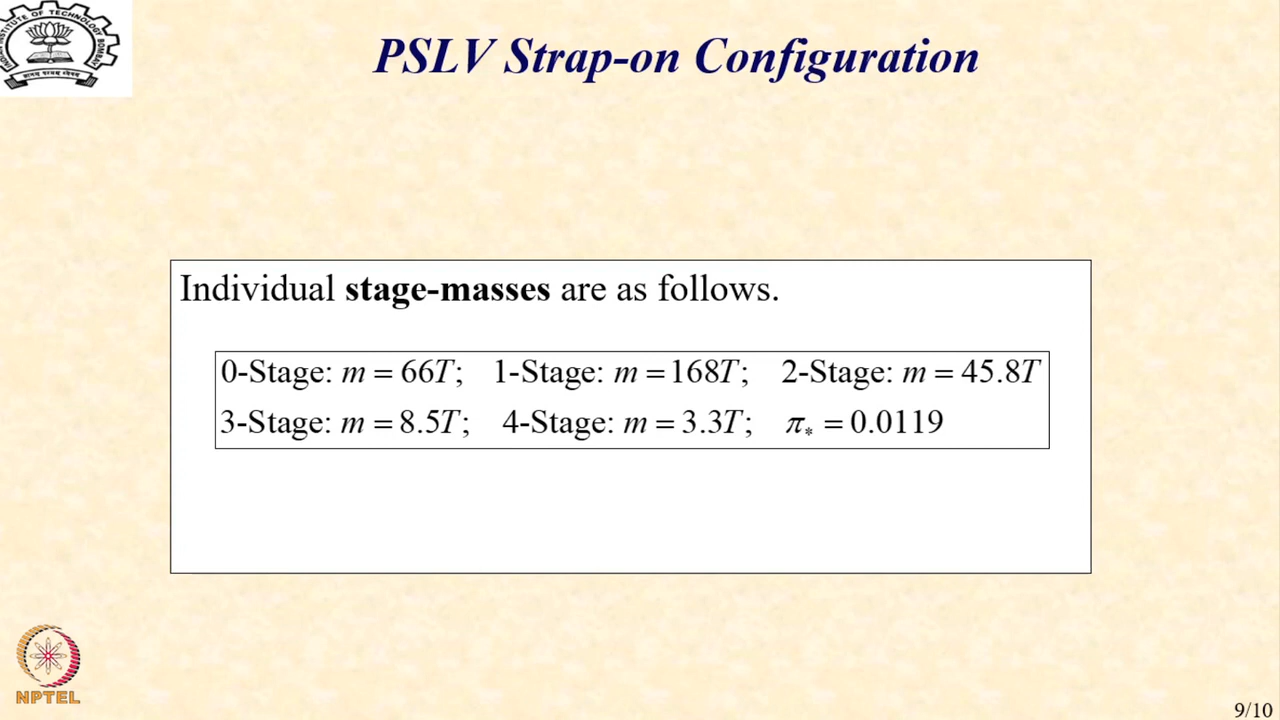 PSLV Strap-on Configuration
Individual stage-masses are as follows.
0-Stage: m = 66T; 1-Stage: m = 168T; 2-Stage: m = 45.8T
3-Stage: m = 8.5T; 4-Stage: m = 3.3T; π* = 0.0119
NPTEL
9/10